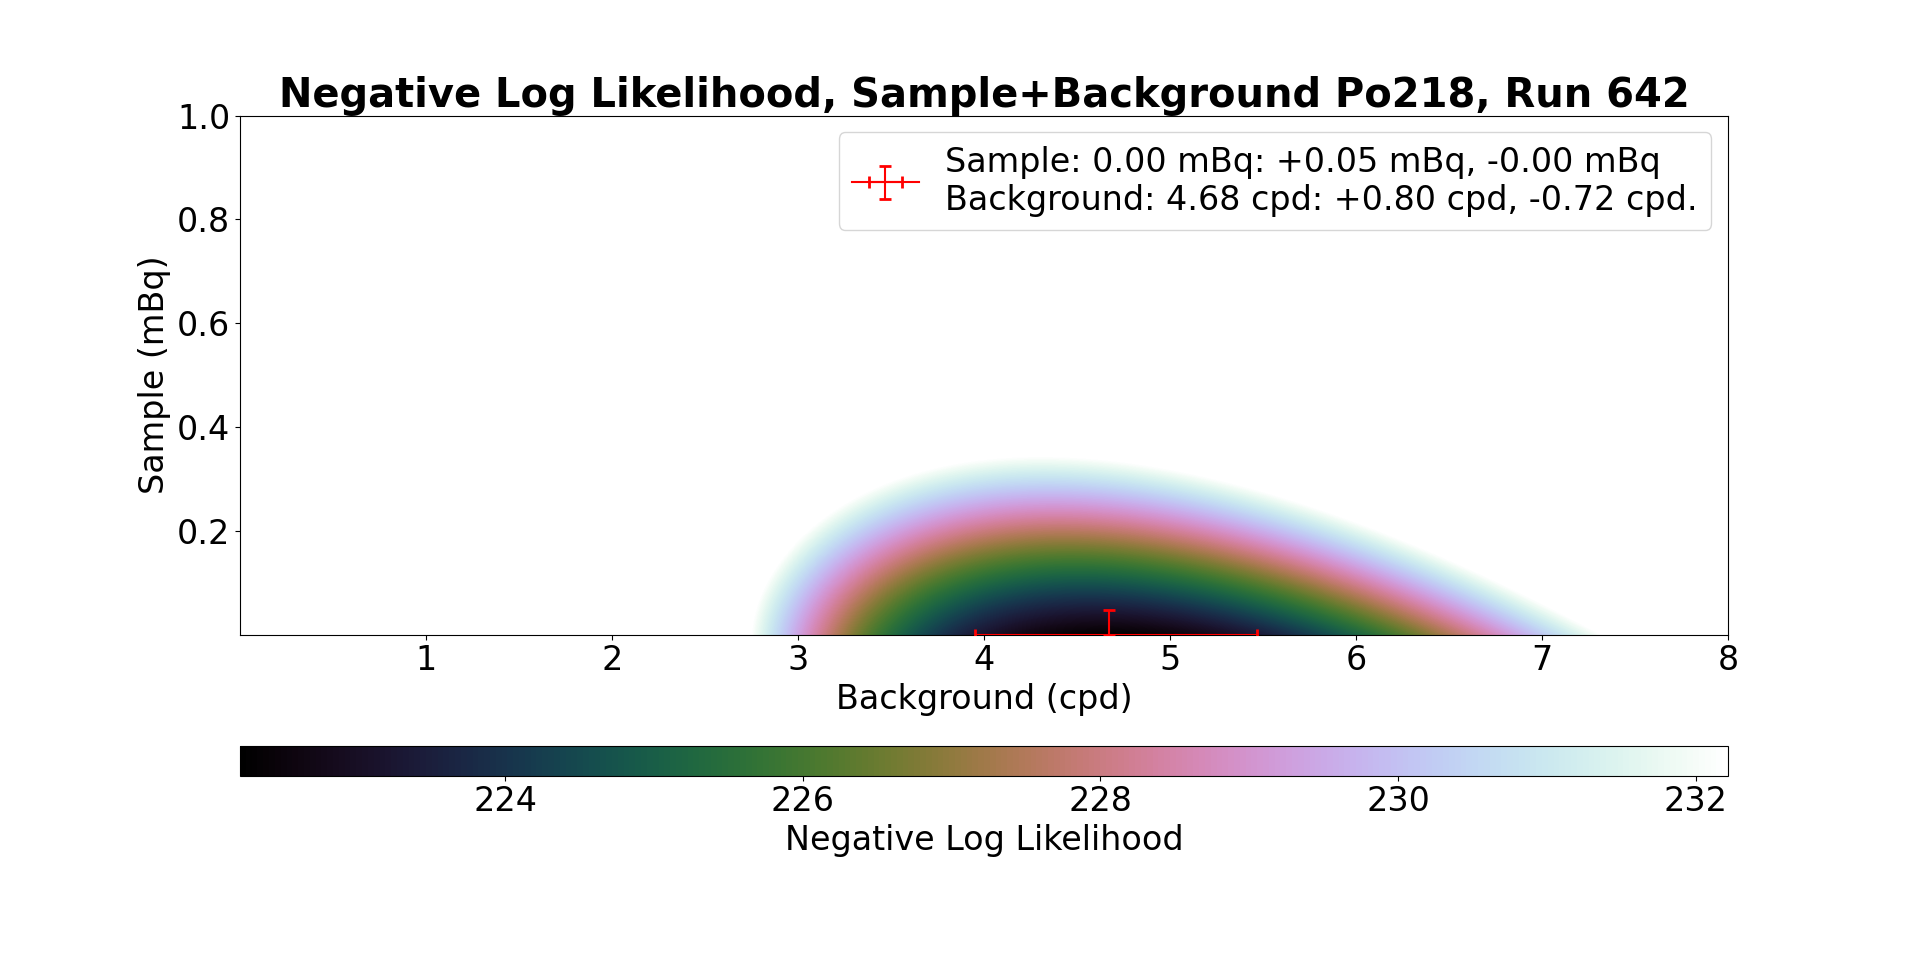 Negative Log Likelihood, Sample+Background Po218, Run 642
Sample: 0.00 mBq: +0.05 mBq, -0.00 mBq
Background: 4.68 cpd: +0.80 cpd, -0.72 cpd.
Sample (mBq)
1.0
0.8
0.6
0.4
0.2
1 2 3 4 5 6 7 8
Background (cpd)
224 226 228 230 232
Negative Log Likelihood